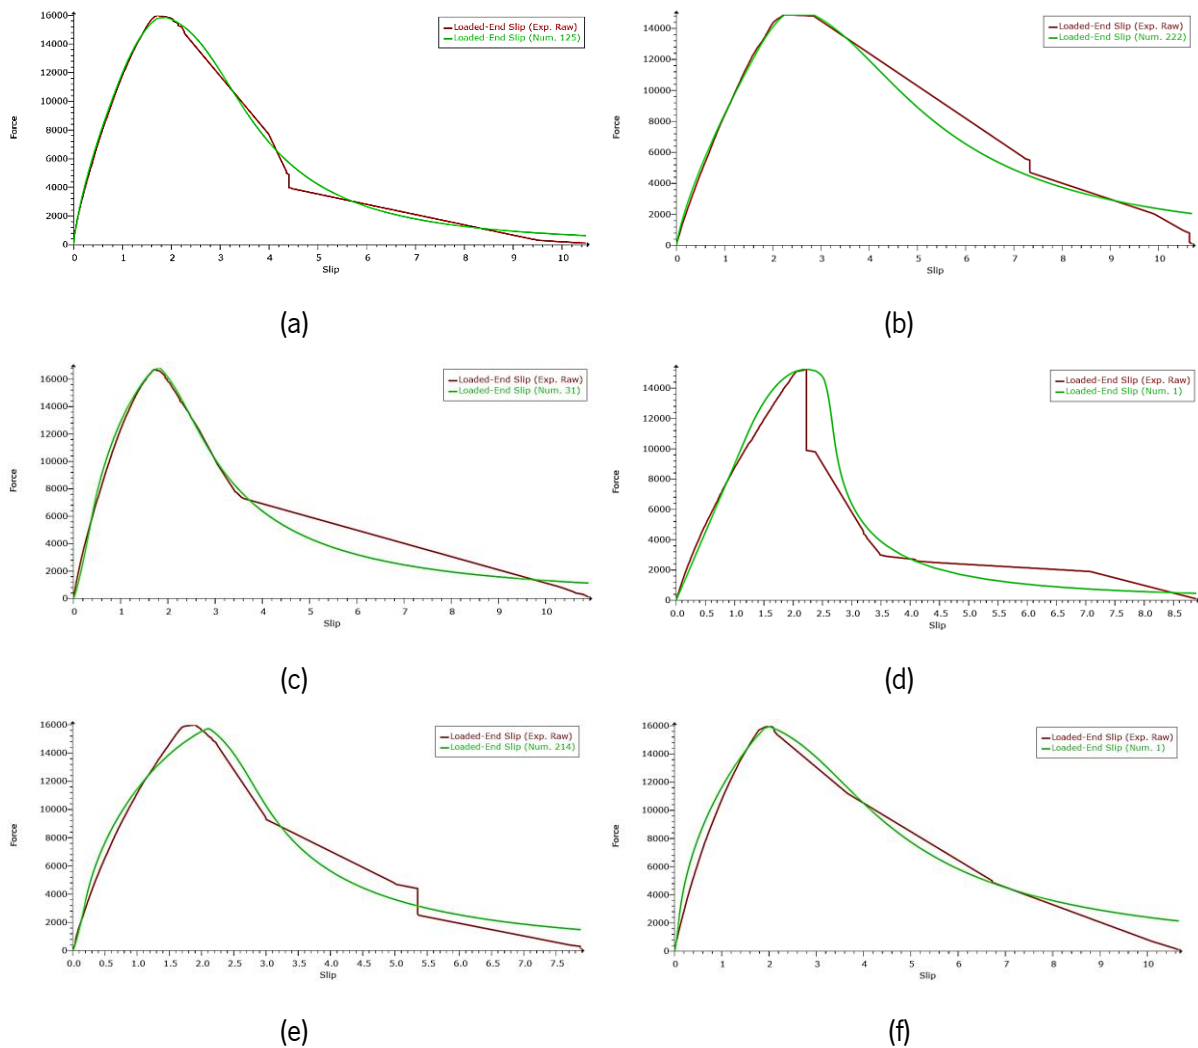 16000
14000
12000
10000
8000
6000
4000
2000
0
Force
Loaded-End Slip (Exp. Raw)
Loaded-End Slip (Num. 125)
0 1 2 3 4 5 6 7 8 9 10
Slip
(a)
14000
12000
10000
8000
6000
4000
2000
0
Force
Loaded-End Slip (Exp. Raw)
Loaded-End Slip (Num. 222)
0 1 2 3 4 5 6 7 8 9 10
Slip
(b)
16000
14000
12000
10000
8000
6000
4000
2000
0
Force
Loaded-End Slip (Exp. Raw)
Loaded-End Slip (Num. 31)
0 1 2 3 4 5 6 7 8 9 10
Slip
(c)
14000
12000
10000
8000
6000
4000
2000
0
Force
Loaded-End Slip (Exp. Raw)
Loaded-End Slip (Num. 1)
0.0 0.5 1.0 1.5 2.0 2.5 3.0 3.5 4.0 4.5 5.0 5.5 6.0 6.5 7.0 7.5 8.0 8.5
Slip
(d)
16000
14000
12000
10000
8000
6000
4000
2000
0
Force
Loaded-End Slip (Exp. Raw)
Loaded-End Slip (Num. 214)
0.0 0.5 1.0 1.5 2.0 2.5 3.0 3.5 4.0 4.5 5.0 5.5 6.0 6.5 7.0 7.5
Slip
(e)
16000
14000
12000
10000
8000
6000
4000
2000
0
Force
Loaded-End Slip (Exp. Raw)
Loaded-End Slip (Num. 1)
0 1 2 3 4 5 6 7 8 9 10
Slip
(f)